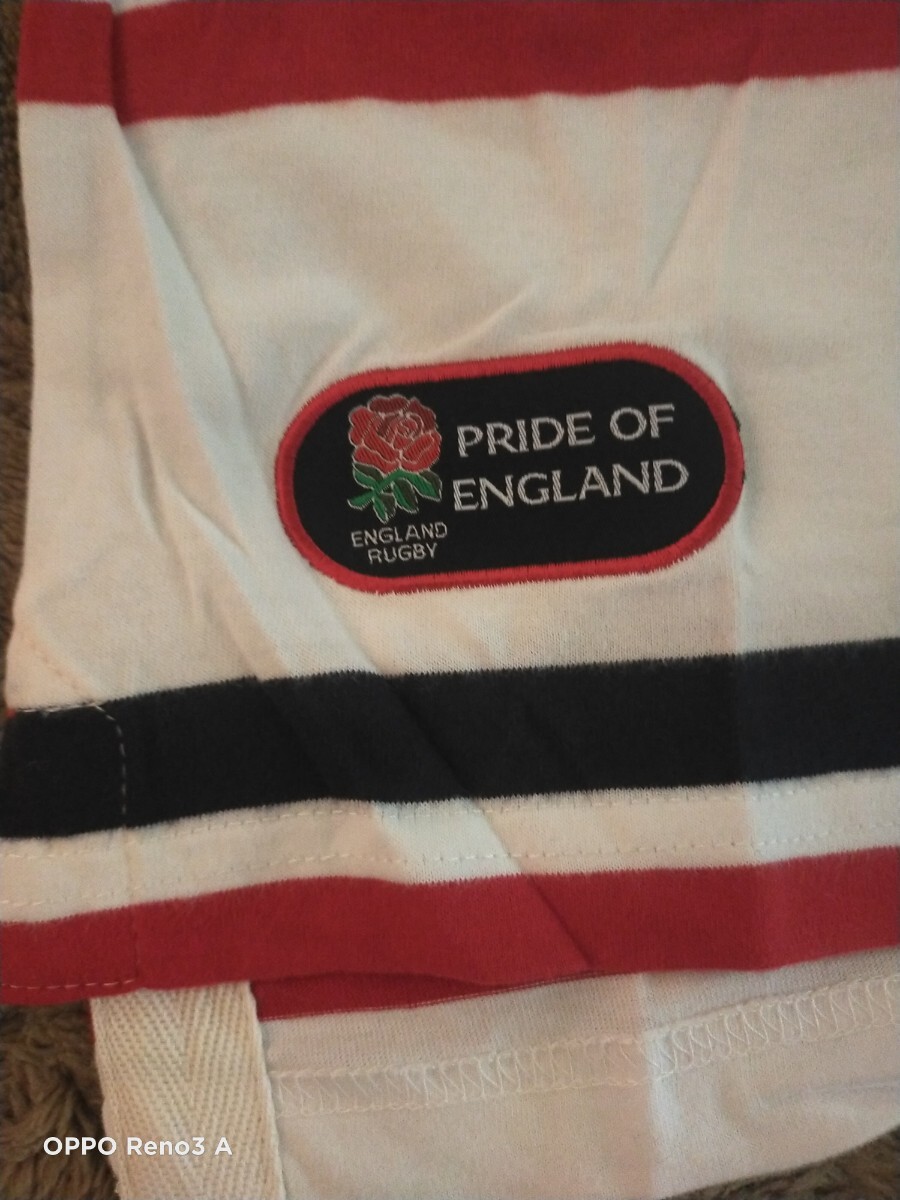 PRIDE OF
ENGLAND
ENGLAND
RUGBY
OPPO Reno3 A